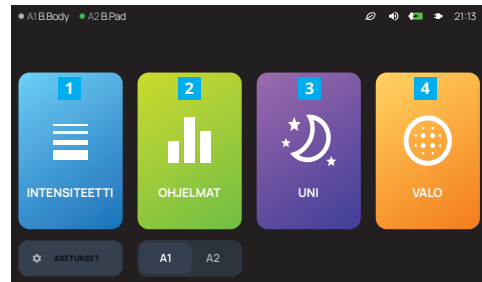 A1 B.Body A2 B.Pad 21:13
1 2 3 4
INTENSITEETTI OHJELMAT UNI VALO
ASETUKSET A1 A2